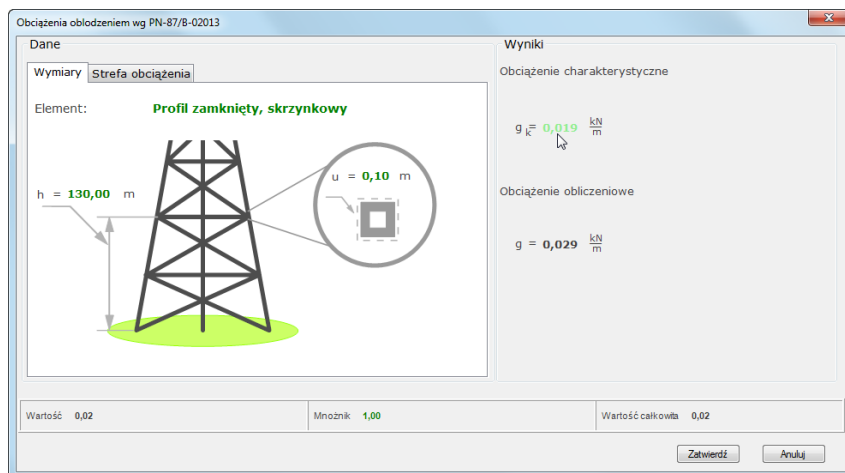 Obciążenia oblodzeniem wg PN-87/B-02013
x
Dane
Wymiary Strefa obciążenia
Element: Profil zamknięty, skrzynkowy
u = 0,10 m
h = 130,00 m
Wyniki
Obciążenie charakterystyczne
g k = 0,019 kN/m
Obciążenie obliczeniowe
g = 0,029 kN/m
Wartość 0,02 Mnożnik 1,00 Wartość całkowita 0,02
Zatwierdź Anuluj